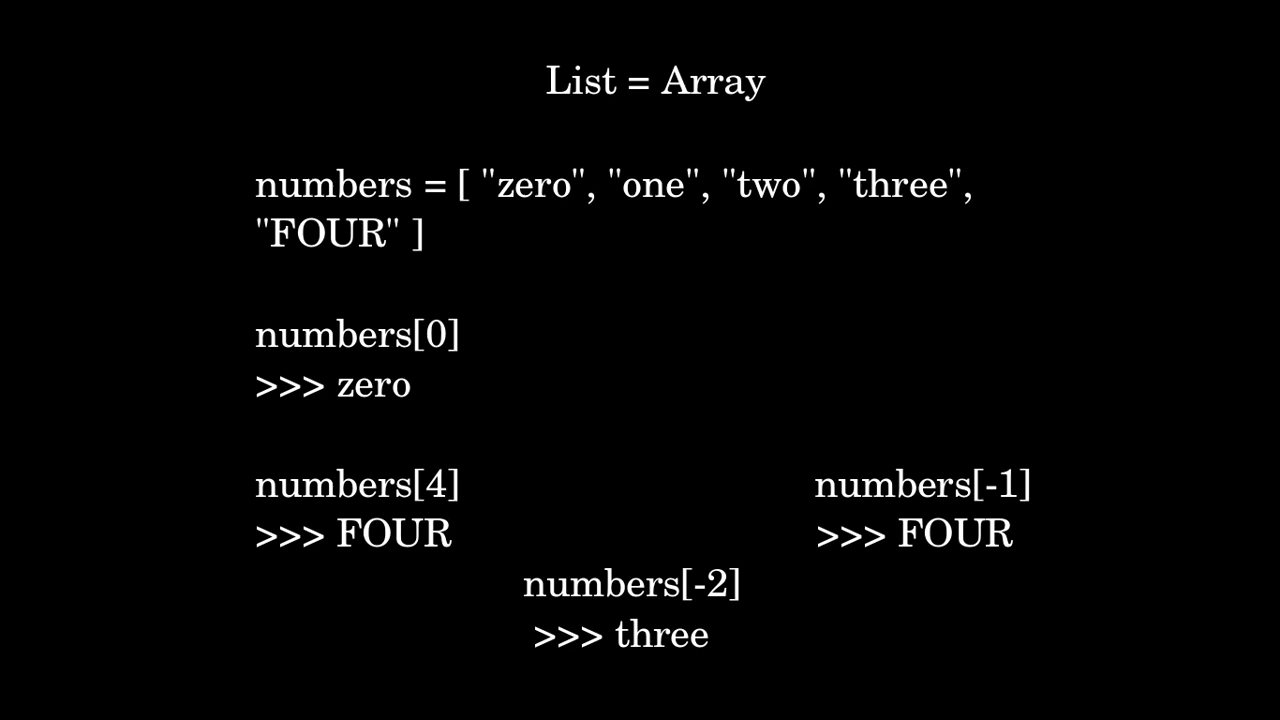 List = Array
numbers = [ "zero", "one", "two", "three",
"FOUR" ]
numbers[0]
>>> zero
numbers[4]
>>> FOUR
numbers[-1]
>>> FOUR
numbers[-2]
>>> three